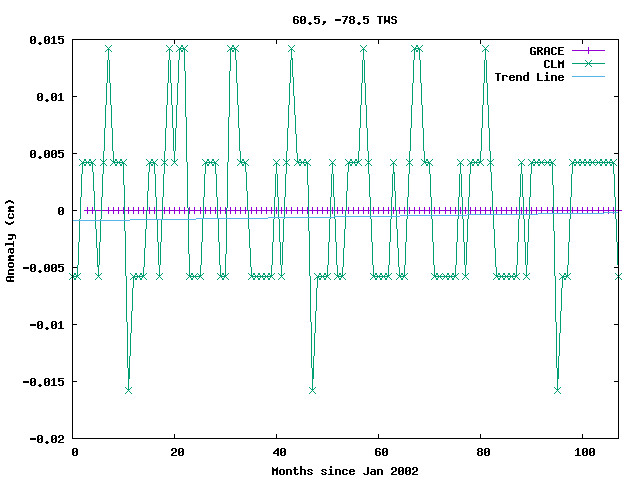 60.5, -78.5 TWS
GRACE
CLM
Trend Line
0.015
0.01
0.005
0
-0.005
-0.01
-0.015
-0.02
Anomaly (cm)
0 20 40 60 80 100
Months since Jan 2002